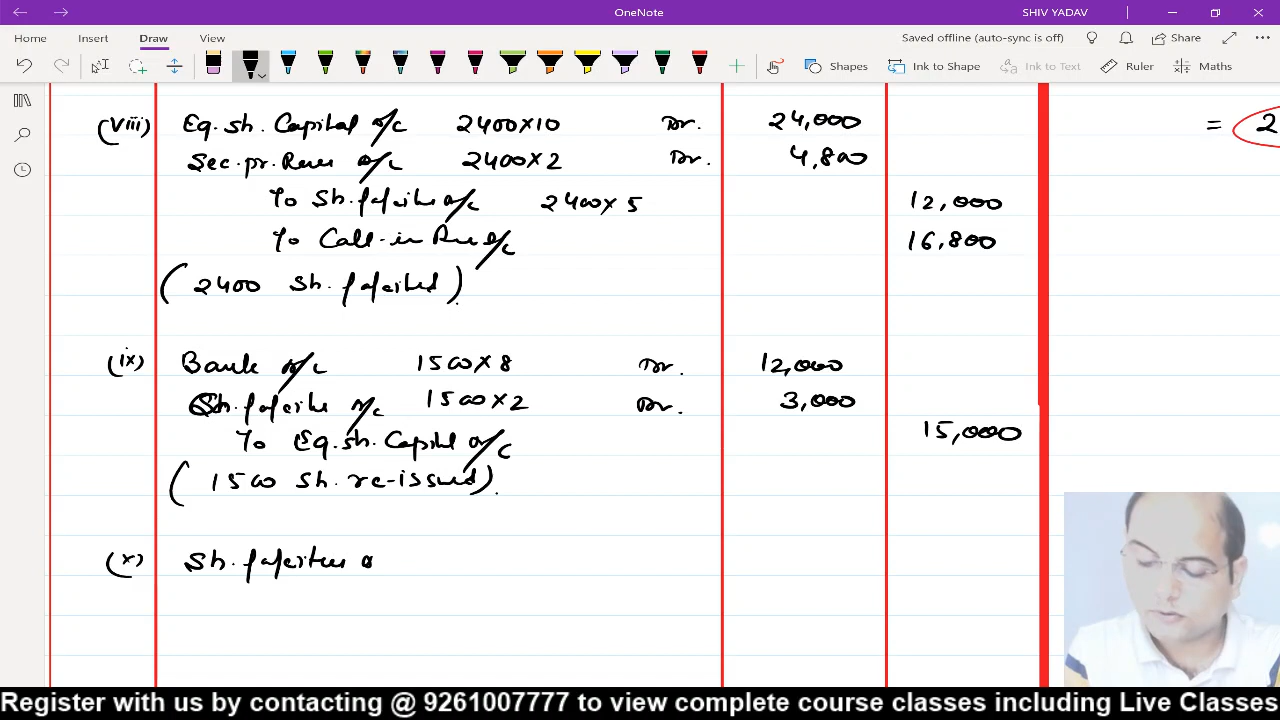 OneNote
SHIV YADAV
Home Insert Draw View
Saved offline (auto-sync is off) Share
Shapes Ink to Shape Ink to Text Ruler Maths
(viii) Eq. sh. Capital a/c 2400×10 Dr. 24,000
= 2
Sec. pr. Reser a/c 2400×2 Dr. 4,800
To Sh. forfeiture a/c 2400×5 12,000
To Call-in a/c 16,800
(2400 Sh. forfeited).
(ix) Bank a/c 1500×8 Dr. 12,000
Sh. forfeiture a/c 1500×2 Dr. 3,000
To Eq. sh. Capital a/c 15,000
(1500 Sh. re-issued).
(x) Sh. forfeiture
Register with us by contacting @ 9261007777 to view complete course classes including Live Classes